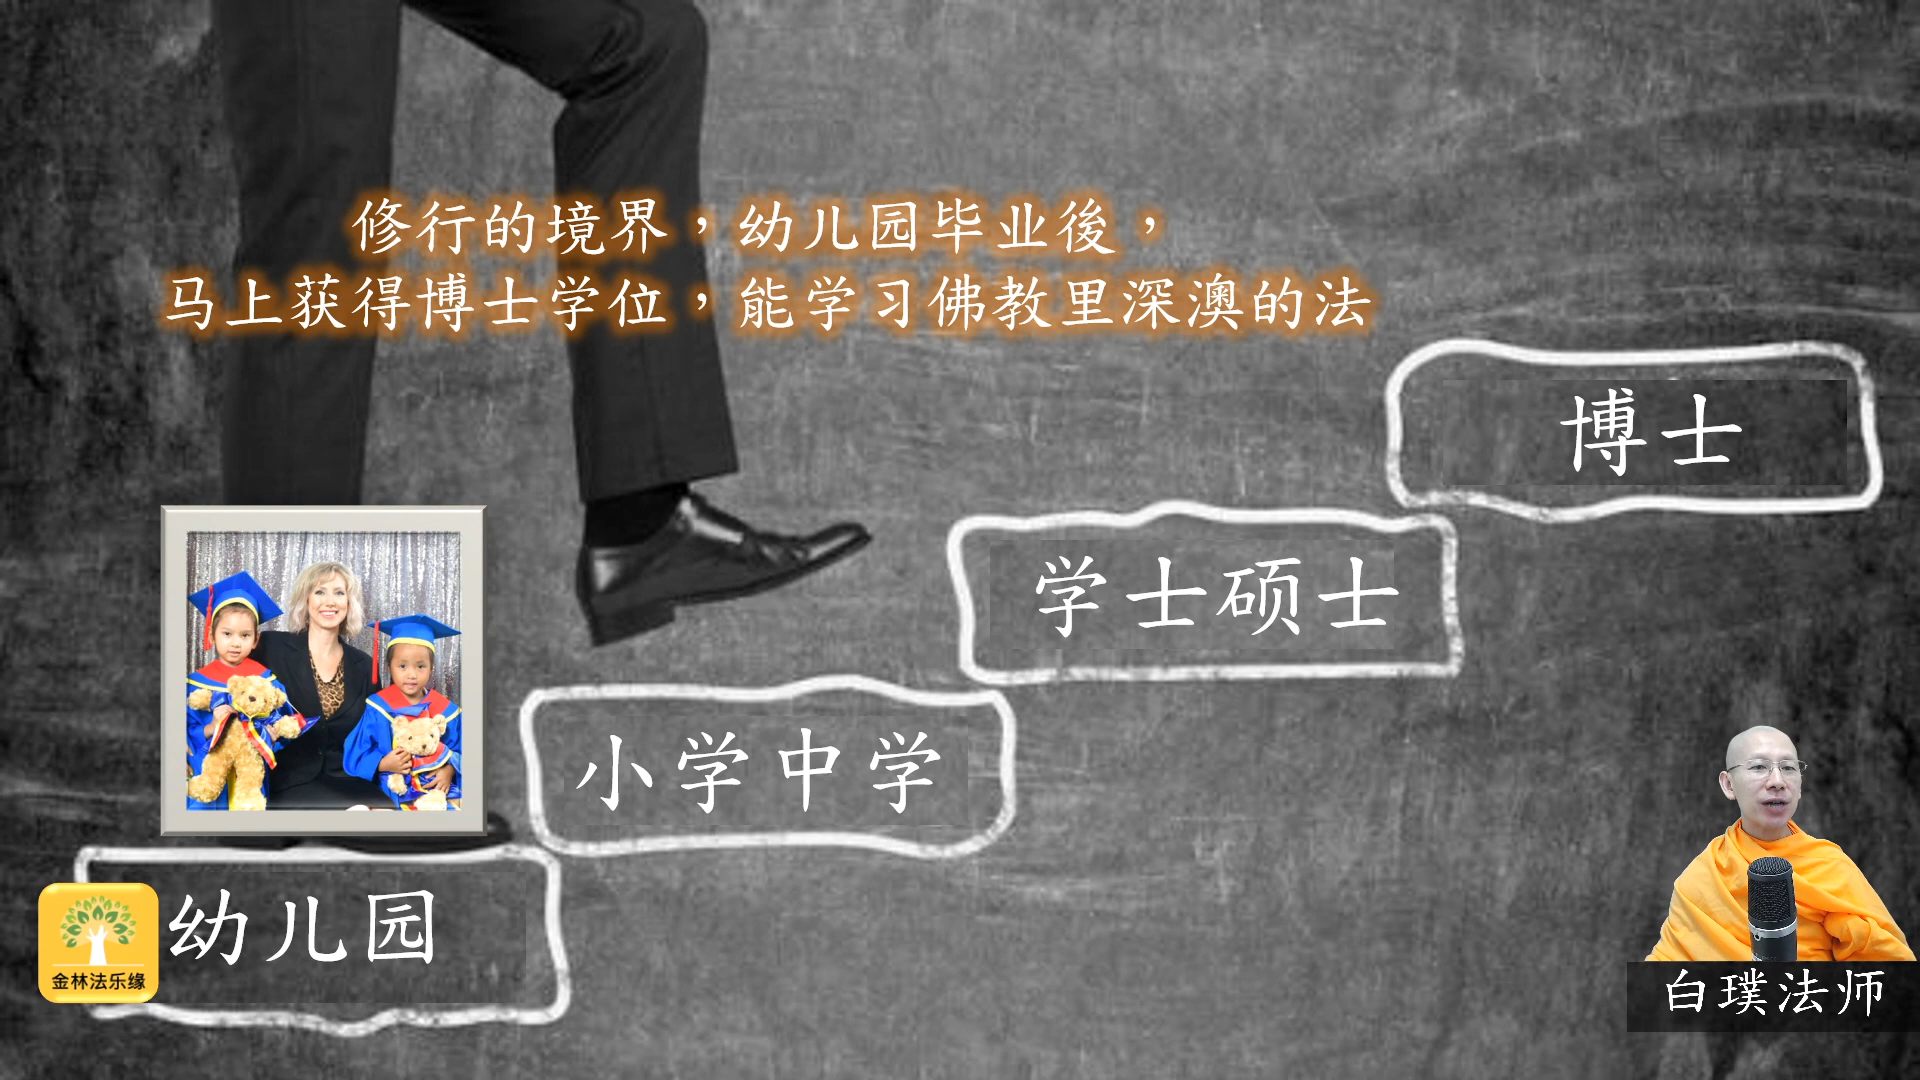 修行的境界，幼儿园毕业後，
马上获得博士学位，能学习佛教里深澳的法
博士
学士硕士
小学中学
幼儿园
金林法乐缘
白璞法师